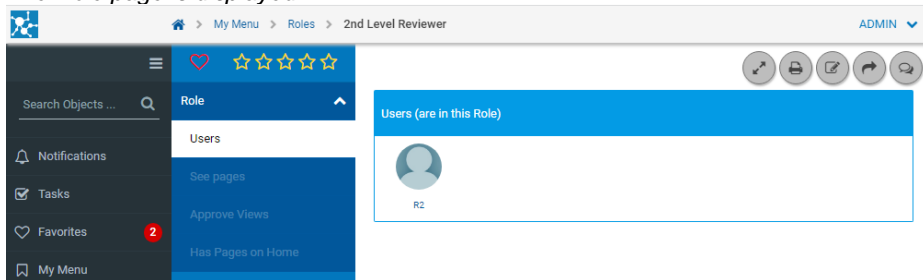 My Menu > Roles > 2nd Level Reviewer
ADMIN
Search Objects ...
Notifications
Tasks
Favorites 2
My Menu
Role
Users
See pages
Approve Views
Has Pages on Home
Users (are in this Role)
R2